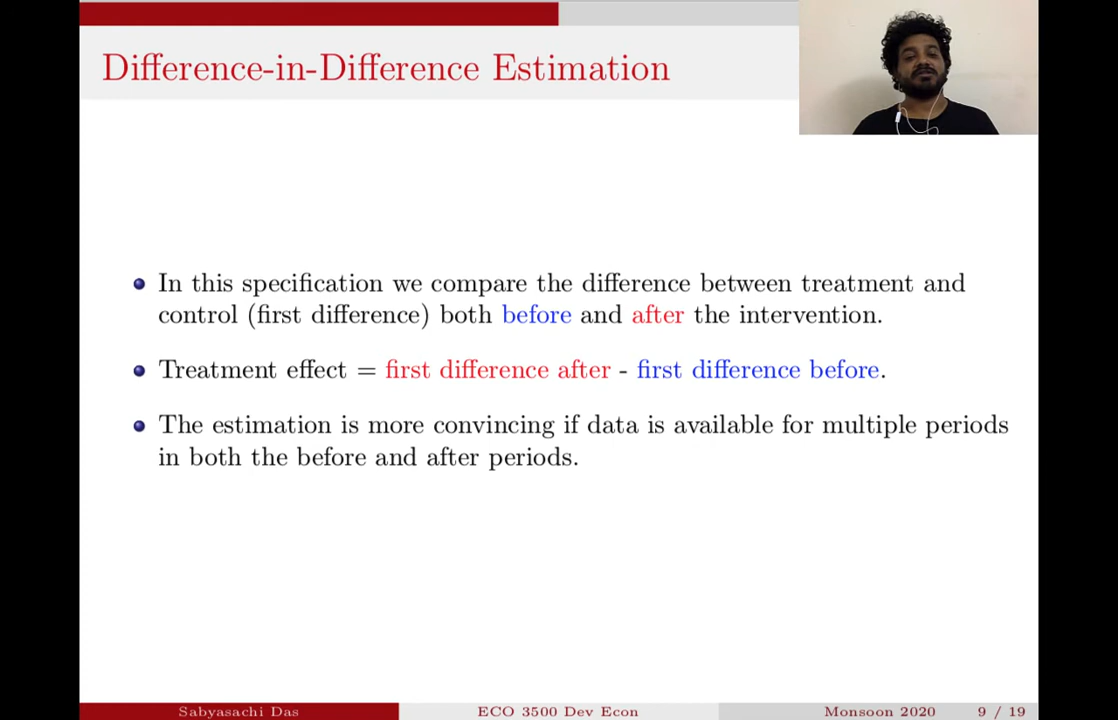 Difference-in-Difference Estimation
In this specification we compare the difference between treatment and
control (first difference) both before and after the intervention.
Treatment effect = first difference after - first difference before.
The estimation is more convincing if data is available for multiple periods
in both the before and after periods.
Sabyasachi Das ECO 3500 Dev Econ Monsoon 2020 9 / 19